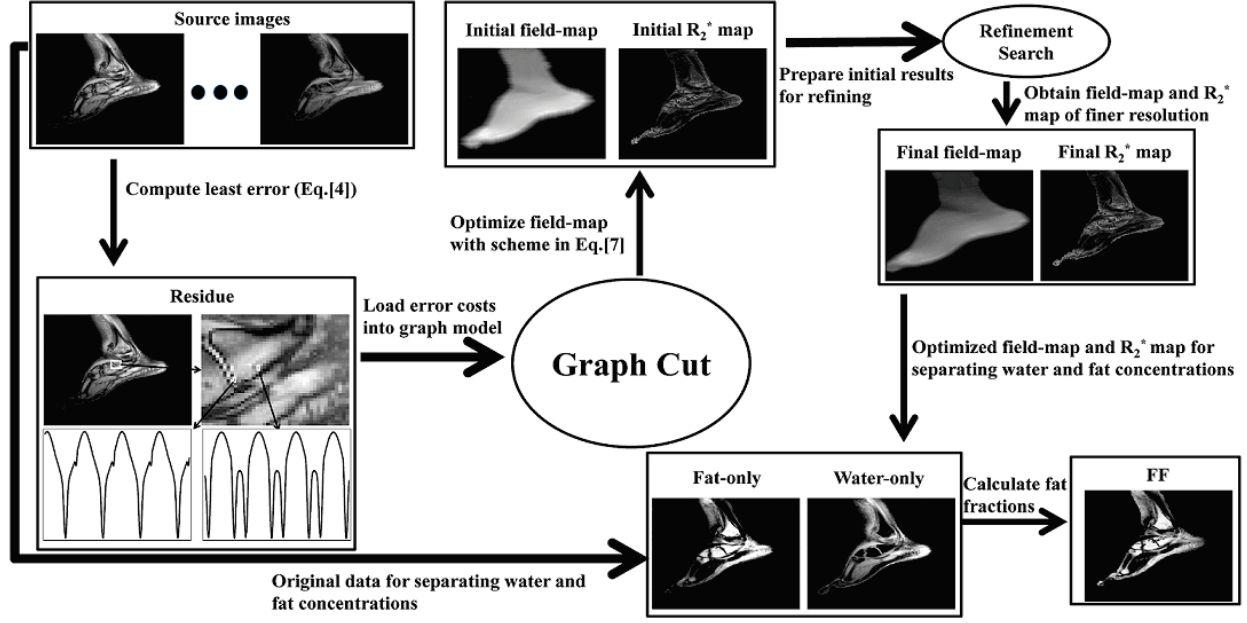 Source images
Compute least error (Eq.[4])
Residue
Load error costs
into graph model
Graph Cut
Optimize field-map
with scheme in Eq.[7]
Initial field-map
Initial R₂* map
Prepare initial results
for refining
Refinement
Search
Obtain field-map and R₂*
map of finer resolution
Final field-map
Final R₂* map
Optimized field-map and R₂* map for
separating water and fat concentrations
Original data for separating water and
fat concentrations
Fat-only
Water-only
Calculate fat
fractions
FF